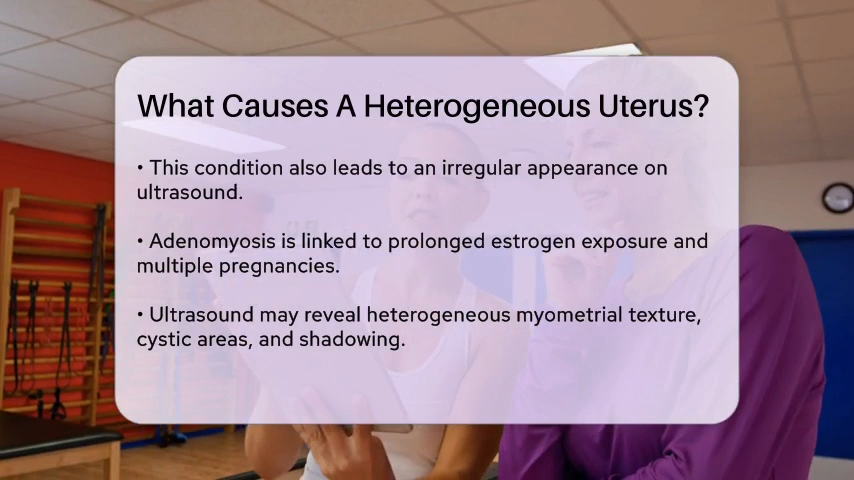 What Causes A Heterogeneous Uterus?
• This condition also leads to an irregular appearance on
ultrasound.
• Adenomyosis is linked to prolonged estrogen exposure and
multiple pregnancies.
• Ultrasound may reveal heterogeneous myometrial texture,
cystic areas, and shadowing.